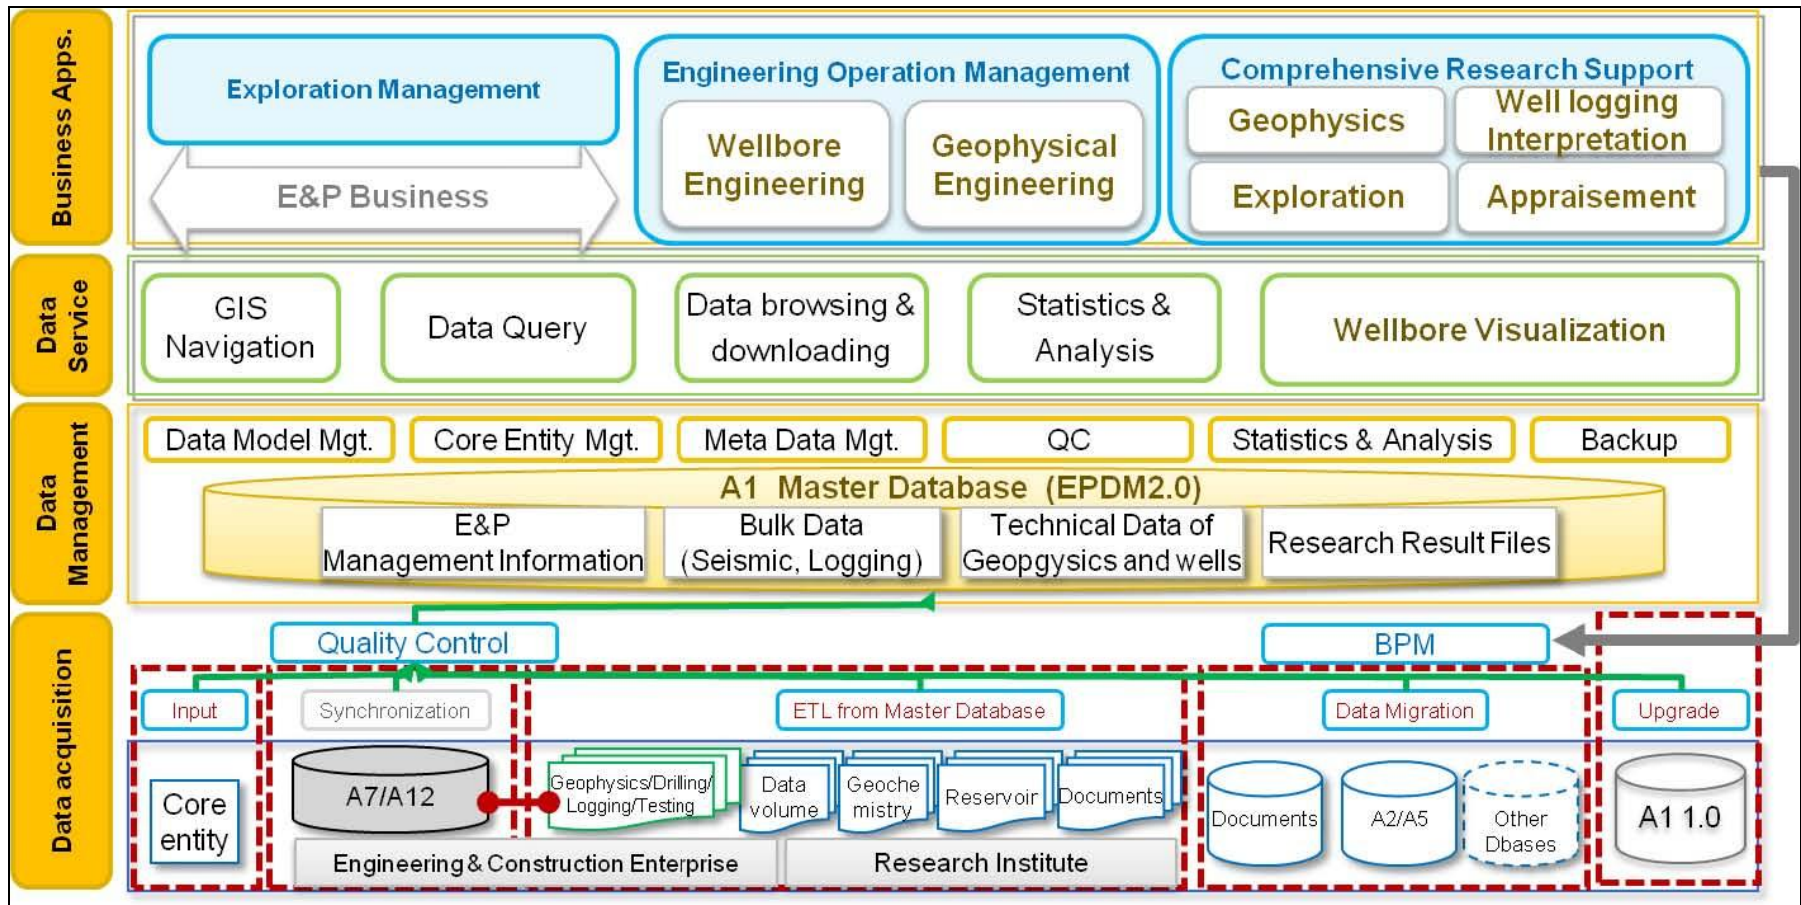 Business Apps.
Exploration Management
E&P Business
Engineering Operation Management
Wellbore
Engineering
Geophysical
Engineering
Comprehensive Research Support
Geophysics
Well logging
Interpretation
Exploration
Appraisement
Data
Service
GIS
Navigation
Data Query
Data browsing &
downloading
Statistics &
Analysis
Wellbore Visualization
Data
Management
Data Model Mgt.
Core Entity Mgt.
Meta Data Mgt.
QC
Statistics & Analysis
Backup
A1 Master Database (EPDM2.0)
E&P
Management Information
Bulk Data
(Seismic, Logging)
Technical Data of
Geopgysics and wells
Research Result Files
Data acquisition
Quality Control
BPM
Input
Synchronization
ETL from Master Database
Data Migration
Upgrade
Core
entity
A7/A12
Geophysics/Drilling/
Logging/Testing
Data
volume
Geoche
mistry
Reservoir
Documents
Documents
A2/A5
Other
Dbases
A1 1.0
Engineering & Construction Enterprise
Research Institute